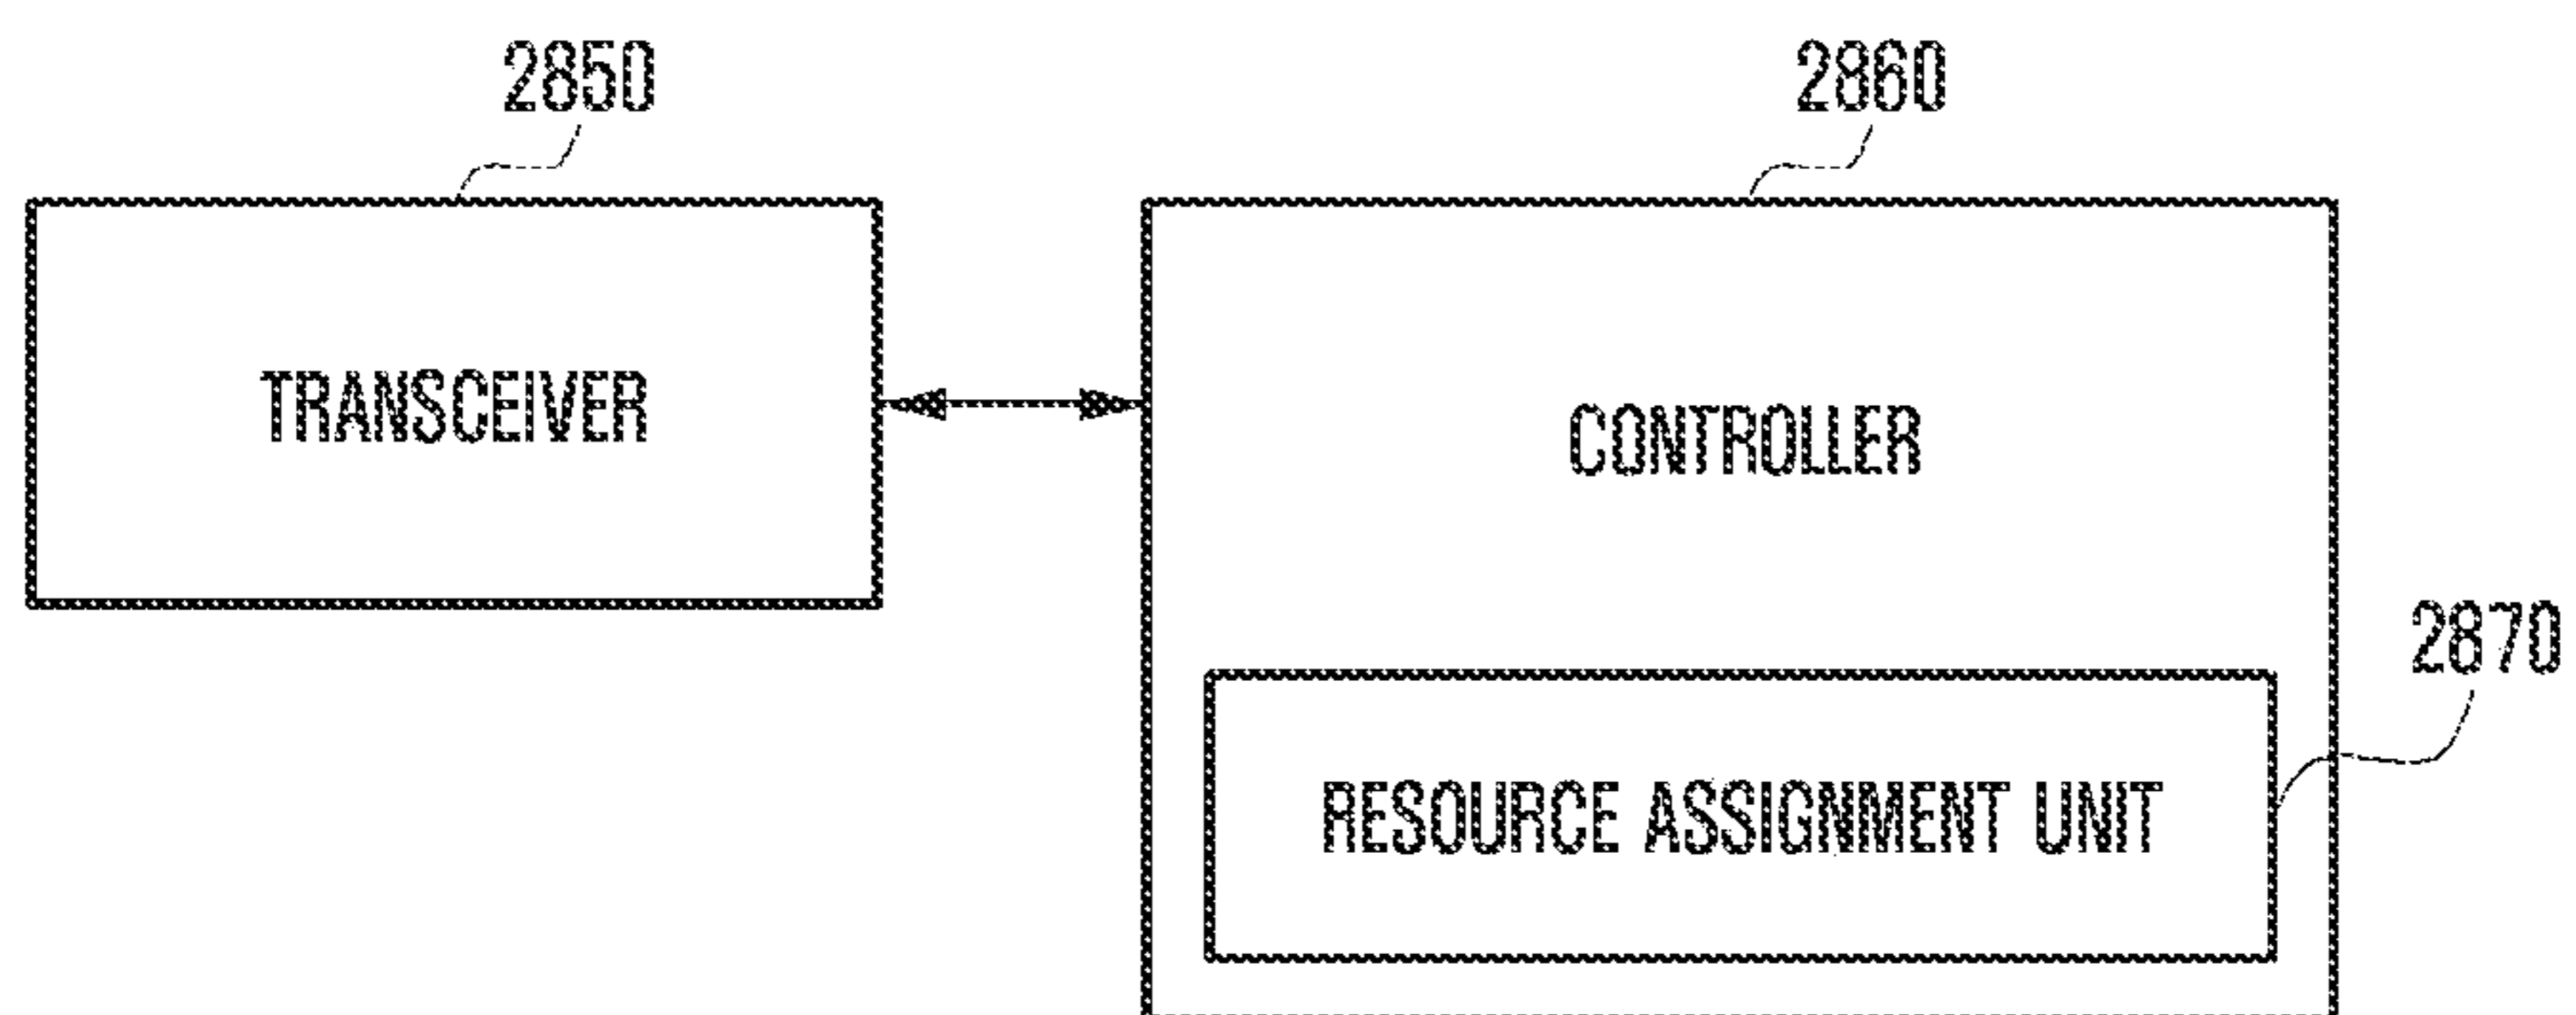 2850
2860
TRANSCEIVER
CONTROLLER
2870
RESOURCE ASSIGNMENT UNIT